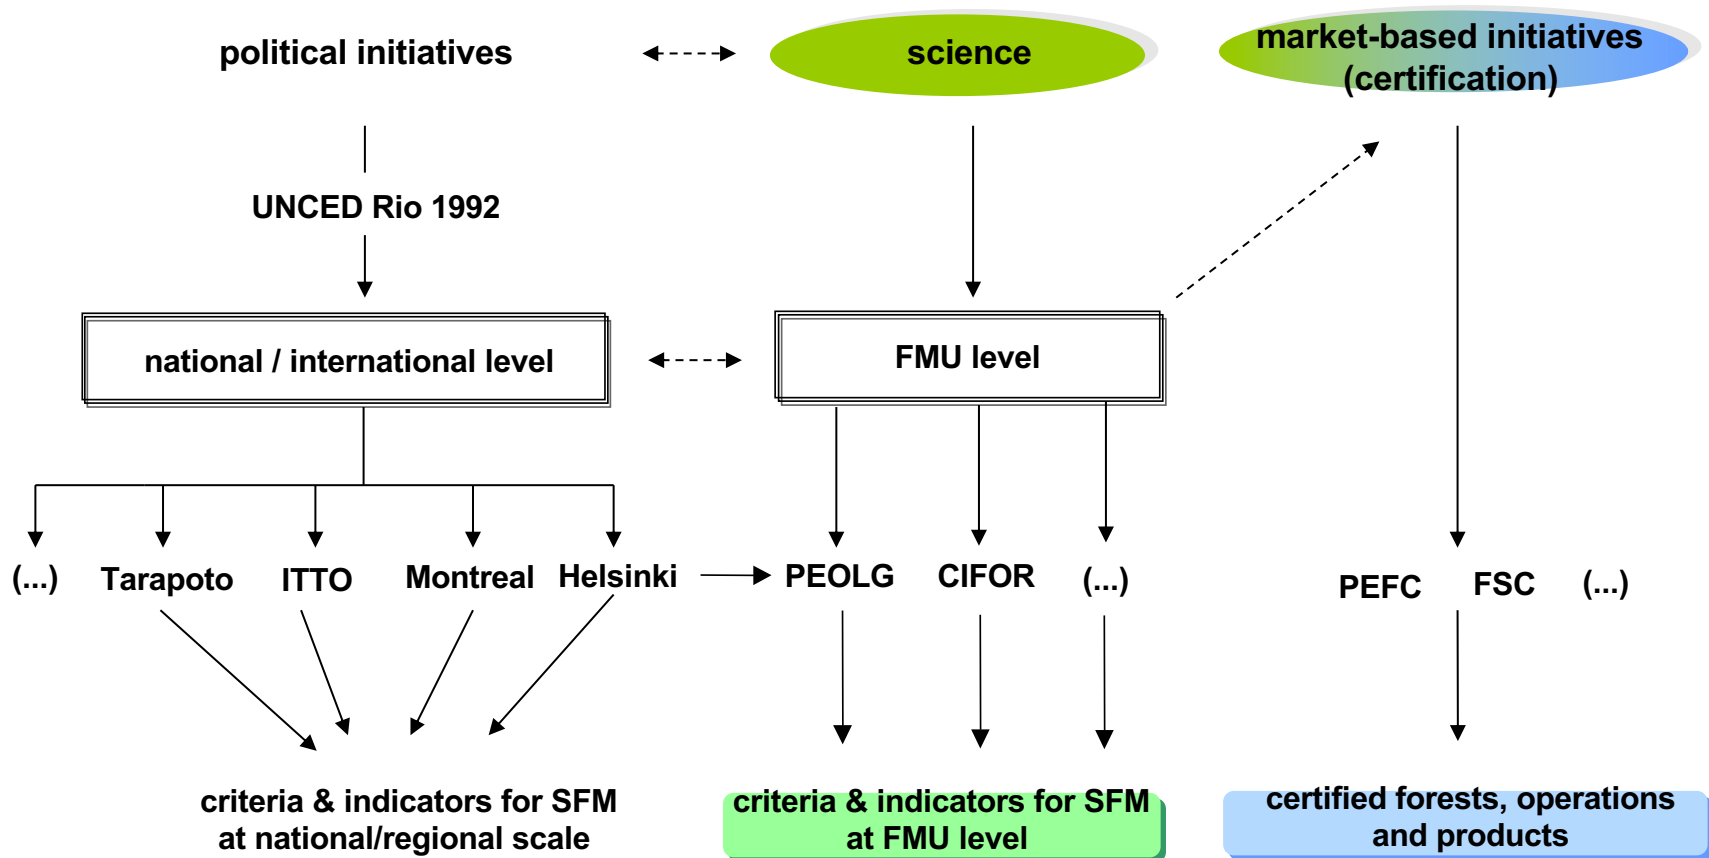 political initiatives
science
market-based initiatives
(certification)
UNCED Rio 1992
national / international level
FMU level
(...)
Tarapoto
ITTO
Montreal
Helsinki
PEOLG
CIFOR
(...)
PEFC
FSC
(...)
criteria & indicators for SFM
at national/regional scale
criteria & indicators for SFM
at FMU level
certified forests, operations
and products